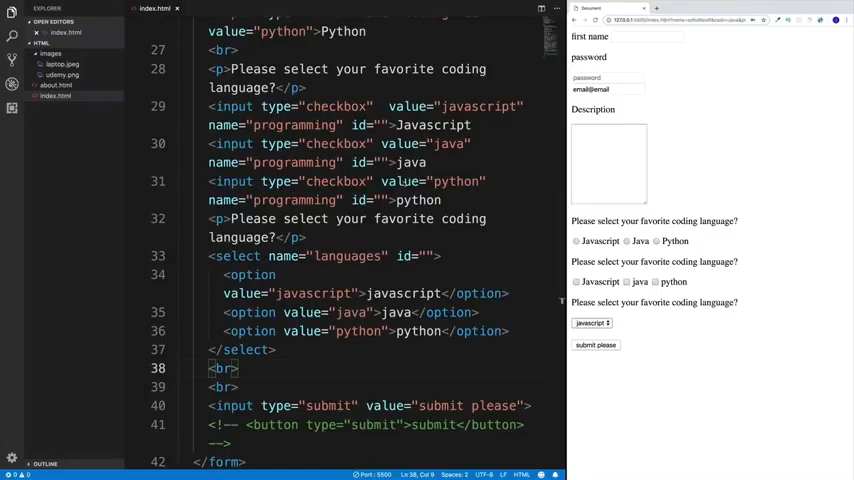 EXPLORER
OPEN EDITORS
index.html
HTML
images
laptop.jpeg
udemy.png
about.html
index.html
OUTLINE
index.html
value="python">Python
27 <br>
28 <p>Please select your favorite coding
language?</p>
29 <input type="checkbox" value="javascript"
name="programming" id="">Javascript
30 <input type="checkbox" value="java"
name="programming" id="">java
31 <input type="checkbox" value="python"
name="programming" id="">python
32 <p>Please select your favorite coding
language?</p>
33 <select name="languages" id="">
34 <option
value="javascript">javascript</option>
35 <option value="java">java</option>
36 <option value="python">python</option>
37 </select>
38 <br>
39 <br>
40 <input type="submit" value="submit please">
41 <!-- <button type="submit">submit</button>
-->
42 </form>
0 0 Port : 5500 Ln 38, Col 9 Spaces: 2 UTF-8 LF HTML
Document
first name
password
password
email@email
Description
Please select your favorite coding language?
Javascript Java Python
Please select your favorite coding language?
Javascript java python
Please select your favorite coding language?
javascript
submit please